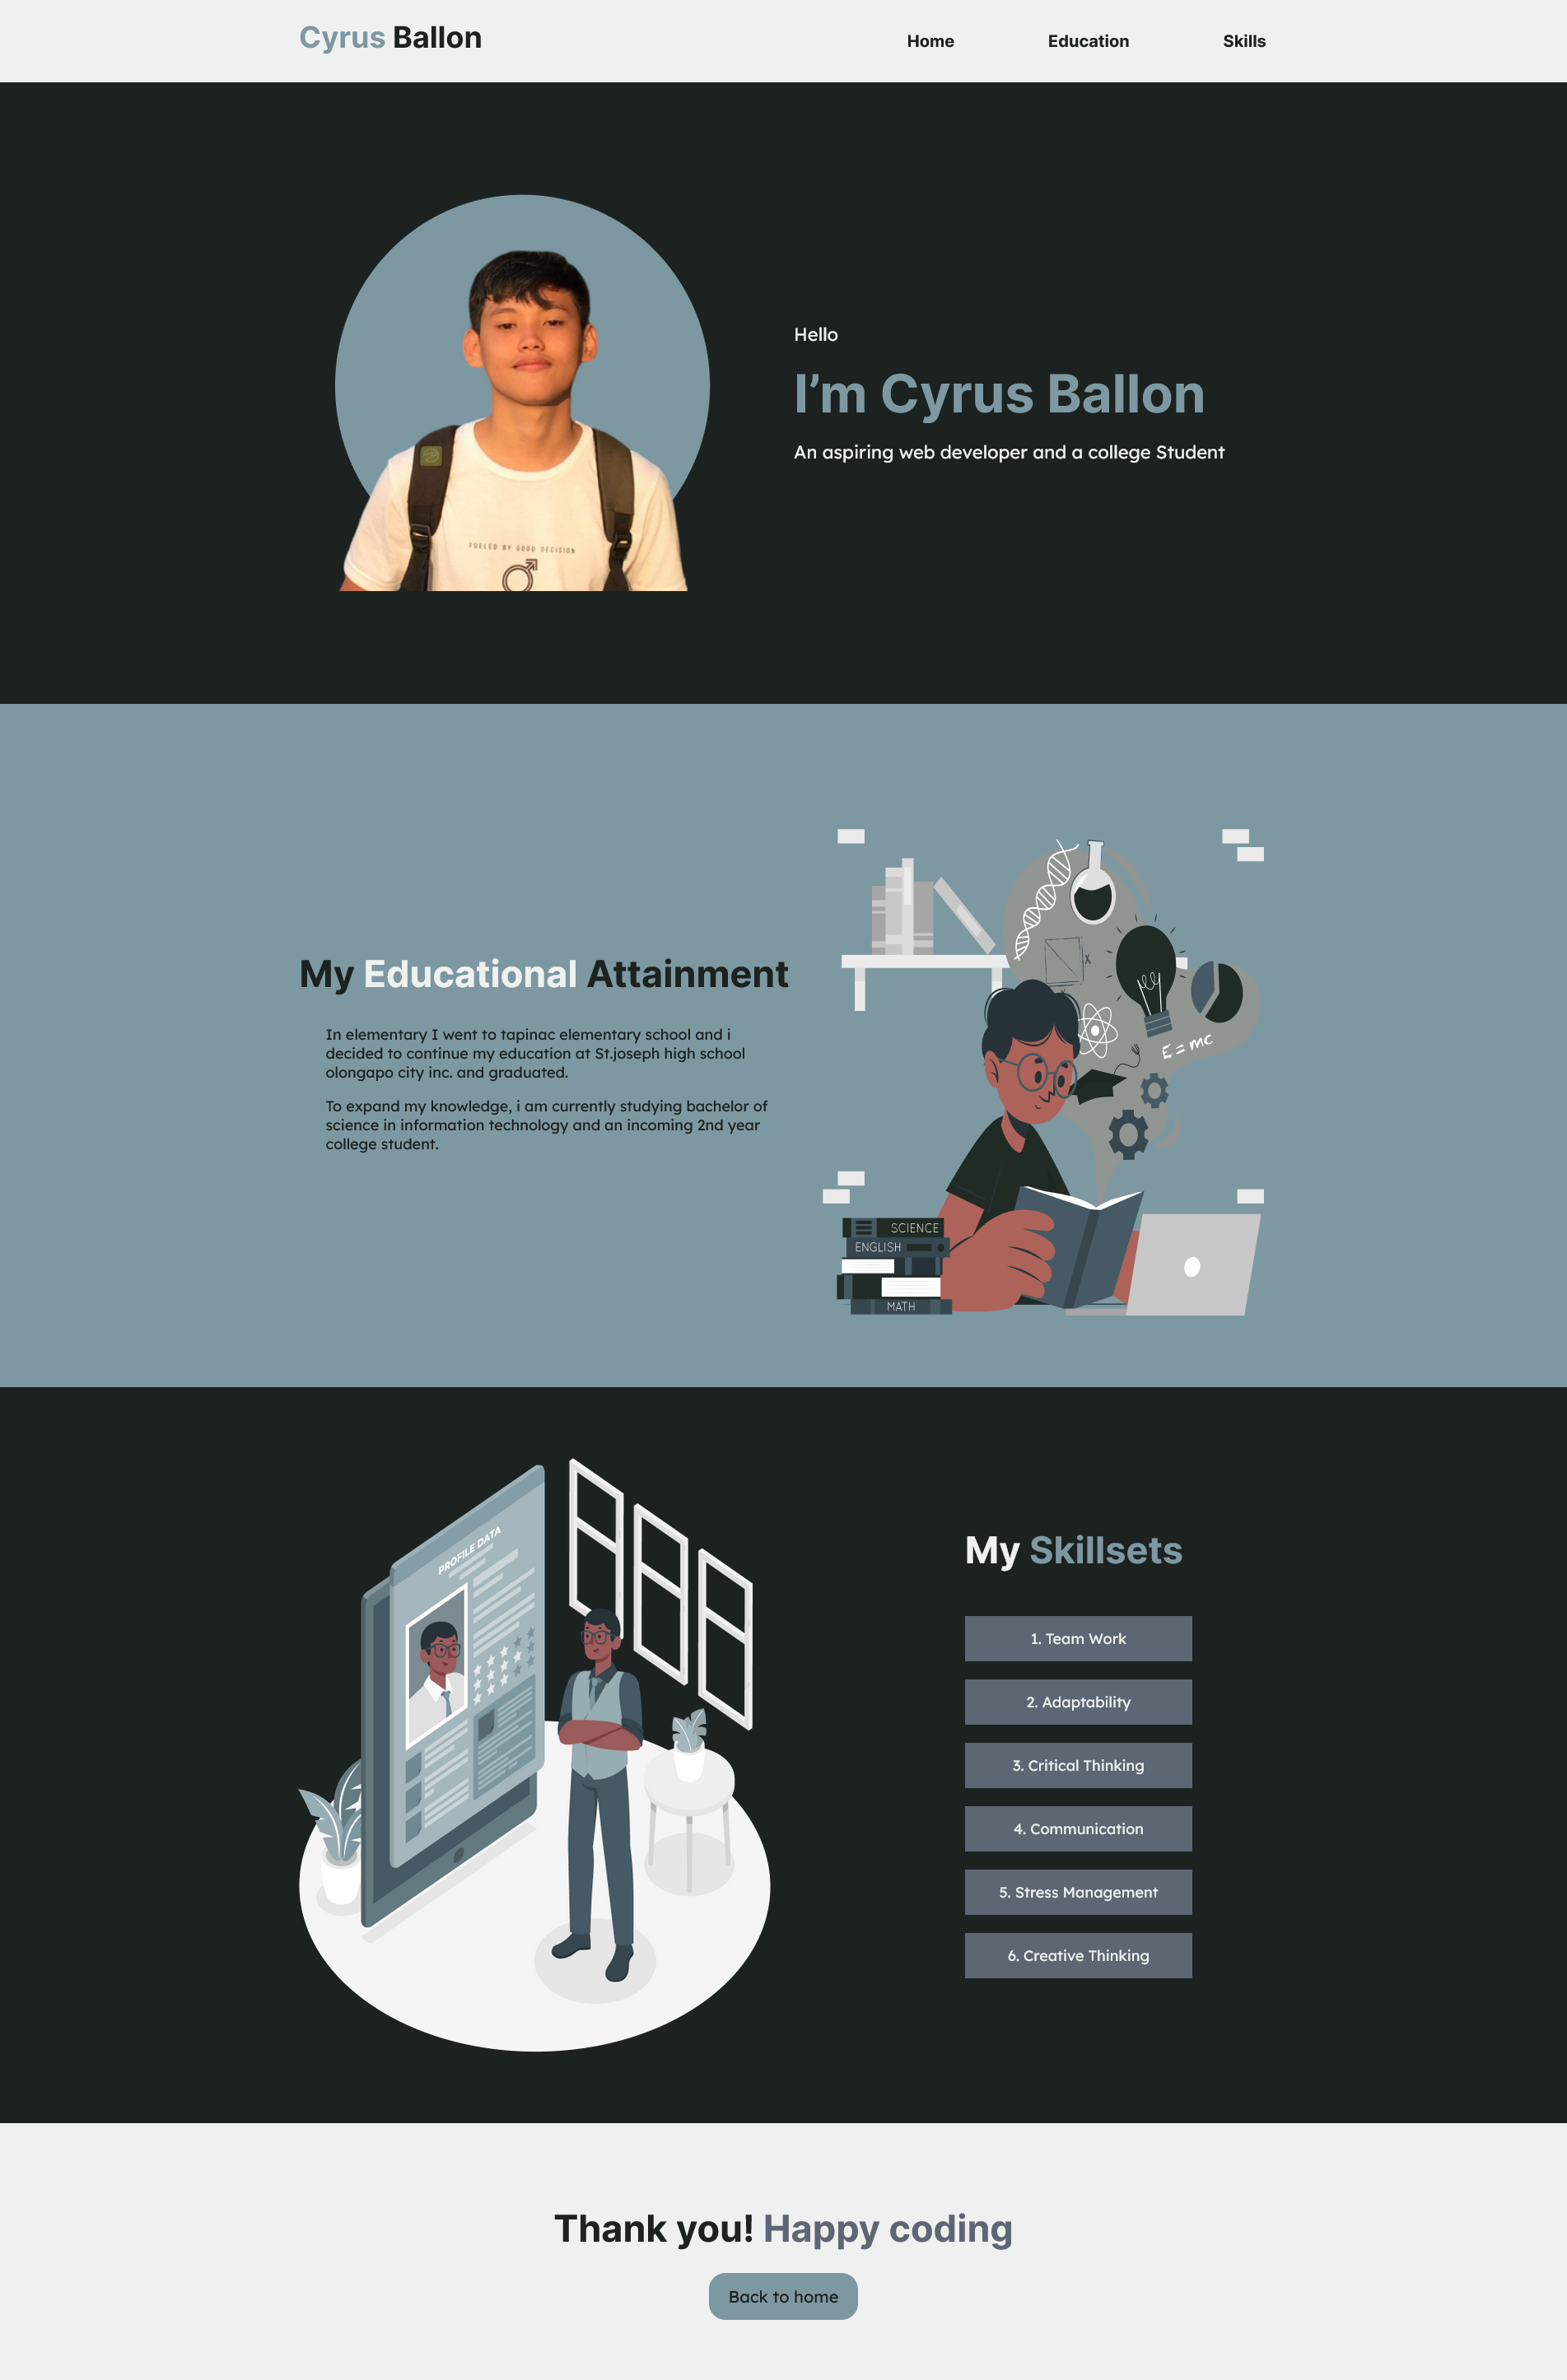 Cyrus Ballon
Home
Education
Skills
Hello
I'm Cyrus Ballon
An aspiring web developer and a college Student
FUELED BY GOOD DECISION
My Educational Attainment
In elementary I went to tapinac elementary school and i
decided to continue my education at St.joseph high school
olongapo city inc. and graduated.
To expand my knowledge, i am currently studying bachelor of
science in information technology and an incoming 2nd year
college student.
X
E = mc
SCIENCE
ENGLISH
MATH
PROFILE DATA
My Skillsets
1. Team Work
2. Adaptability
3. Critical Thinking
4. Communication
5. Stress Management
6. Creative Thinking
Thank you! Happy coding
Back to home